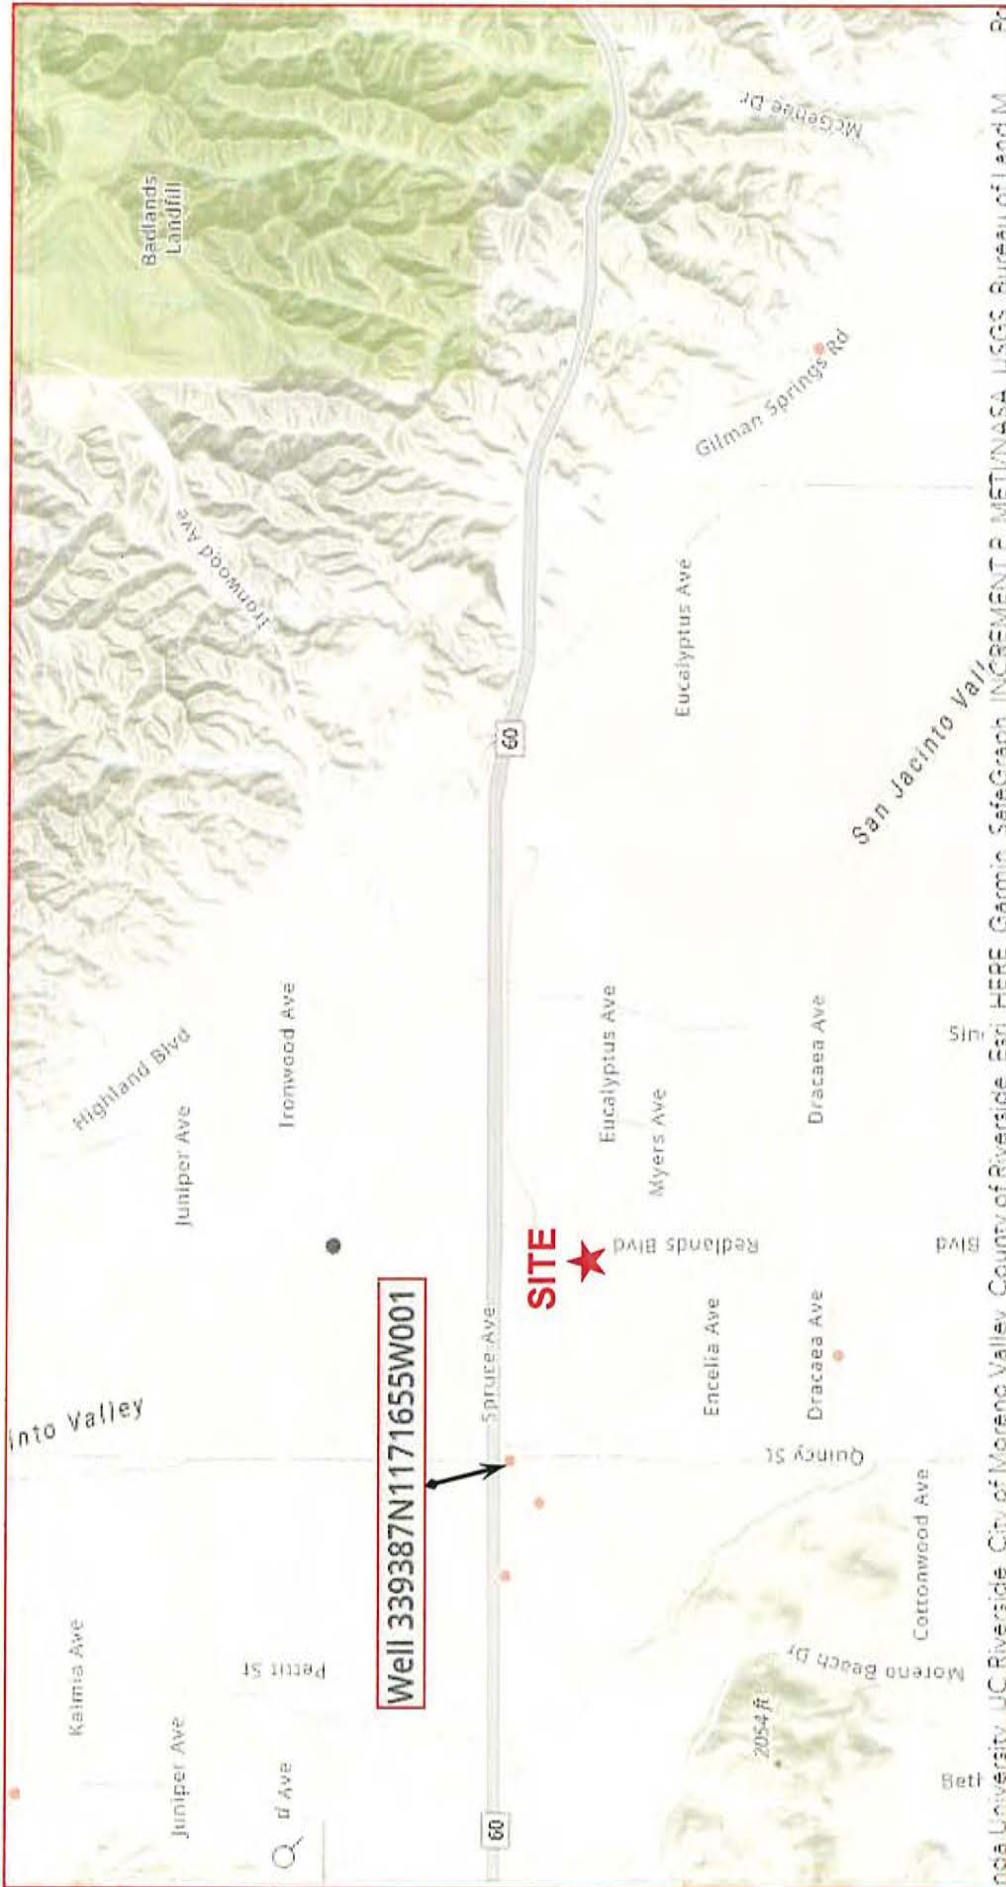 Badlands
Landfill
McGehee Dr
Ironwood Ave
Gilman Springs Rd
Eucalyptus Ave
60
San Jacinto Vall
Highland Blvd
Juniper Ave
Ironwood Ave
Eucalyptus Ave
Myers Ave
Dracaea Ave
SITE
Redlands Blvd
Blvd
Well 339387N1171655W001
Spruce Ave
Encelia Ave
Dracaea Ave
into Valley
Quincy St
Cottonwood Ave
Kalmia Ave
Pettit St
Moreno Beach Dr
2054 ft
Juniper Ave
d Ave
60
nda University, UC Riverside, City of Moreno Valley, County of Riverside, Esri, HERE, Garmin, SafeGraph, INCREMENT P, METI/NASA, USGS, Bureau of Land M